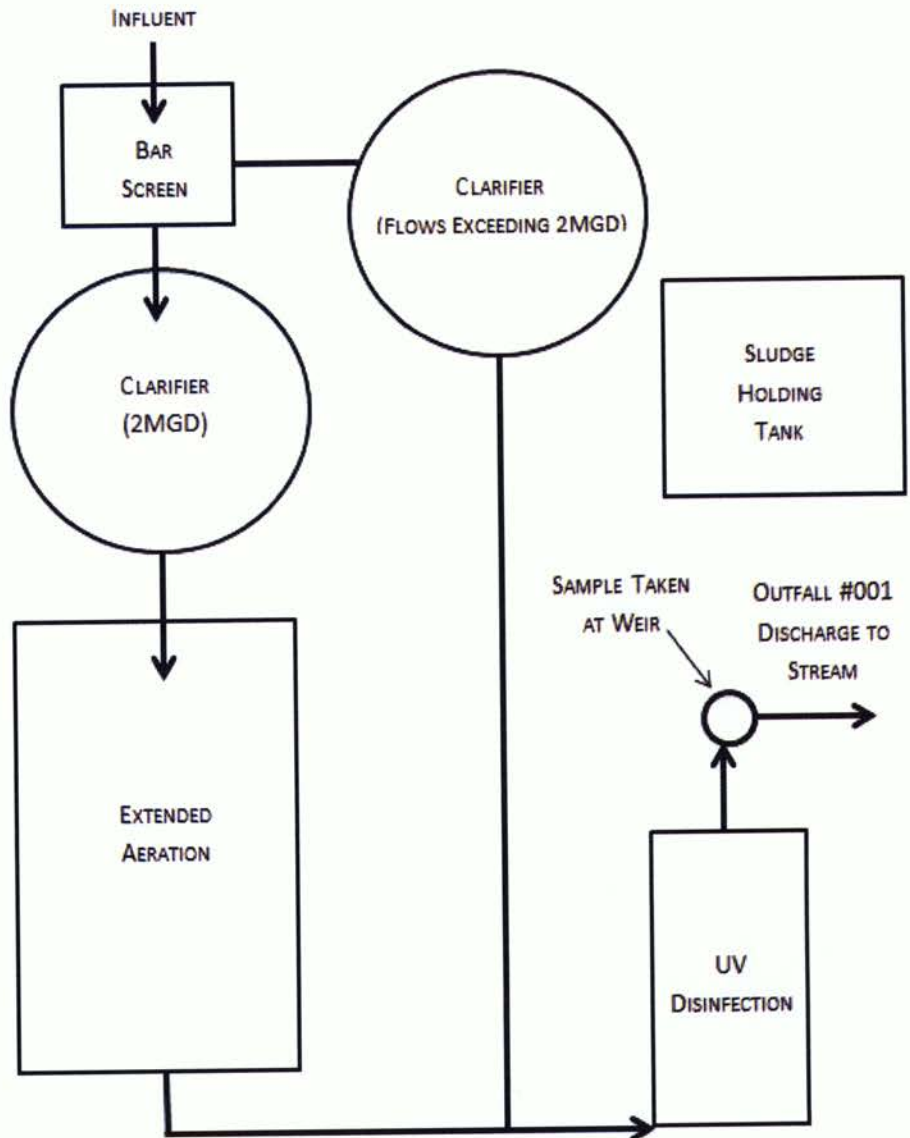 INFLUENT
BAR
SCREEN
CLARIFIER
(FLOWS EXCEEDING 2MGD)
CLARIFIER
(2MGD)
SLUDGE
HOLDING
TANK
SAMPLE TAKEN
AT WEIR
OUTFALL #001
DISCHARGE TO
STREAM
EXTENDED
AERATION
UV
DISINFECTION